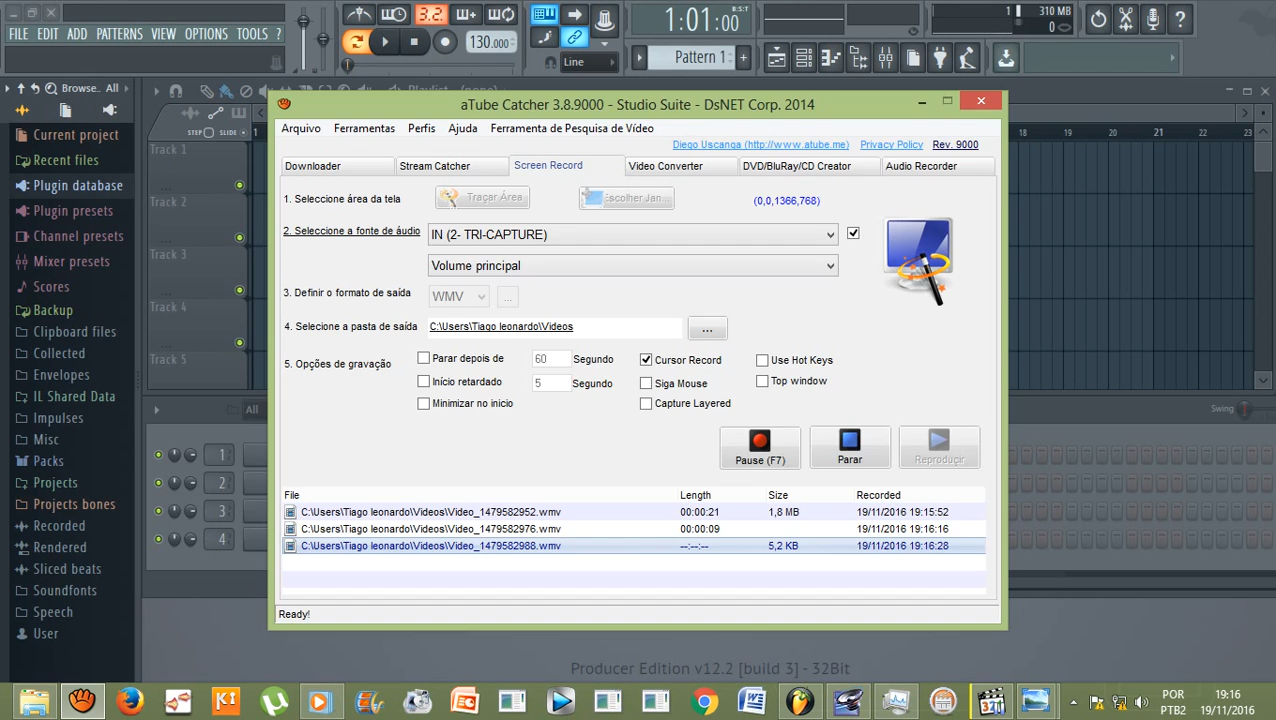 FILE EDIT ADD PATTERNS VIEW OPTIONS TOOLS ?
3.2
130.000
1:01:00
B:S:T
1
310 MB
0
Line
Pattern 1
Browse.. All
Current project
Recent files
Plugin database
Plugin presets
Channel presets
Mixer presets
Scores
Backup
Clipboard files
Collected
Envelopes
IL Shared Data
Impulses
Misc
Packs
Projects
Projects bones
Recorded
Rendered
Sliced beats
Soundfonts
Speech
User
STEP SLIDE
Track 1
Track 2
Track 3
Track 4
Track 5
18 19 20 21 22 23
All
Swing
1
2
3
4
aTube Catcher 3.8.9000 - Studio Suite - DsNET Corp. 2014
Arquivo Ferramentas Perfis Ajuda Ferramenta de Pesquisa de Vídeo
Diego Uscanga (http://www.atube.me) Privacy Policy Rev. 9000
Downloader Stream Catcher Screen Record Video Converter DVD/BluRay/CD Creator Audio Recorder
1. Seleccione área da tela Traçar Área Escolher Jan... (0,0,1366,768)
2. Seleccione a fonte de áudio IN (2- TRI-CAPTURE)
Volume principal
3. Definir o formato de saída WMV ...
4. Selecione a pasta de saída C:\Users\Tiago leonardo\Videos ...
5. Opções de gravação Parar depois de 60 Segundo Cursor Record Use Hot Keys
Início retardado 5 Segundo Siga Mouse Top window
Minimizar no inicio Capture Layered
Pause (F7) Parar Reproduçir
File Length Size Recorded
C:\Users\Tiago leonardo\Videos\Video_1479582952.wmv 00:00:21 1,8 MB 19/11/2016 19:15:52
C:\Users\Tiago leonardo\Videos\Video_1479582976.wmv 00:00:09 19/11/2016 19:16:16
C:\Users\Tiago leonardo\Videos\Video_1479582988.wmv --:--:-- 5,2 KB 19/11/2016 19:16:28
Ready!
Producer Edition v12.2 [build 3] - 32Bit
POR
PTB2
19:16
19/11/2016